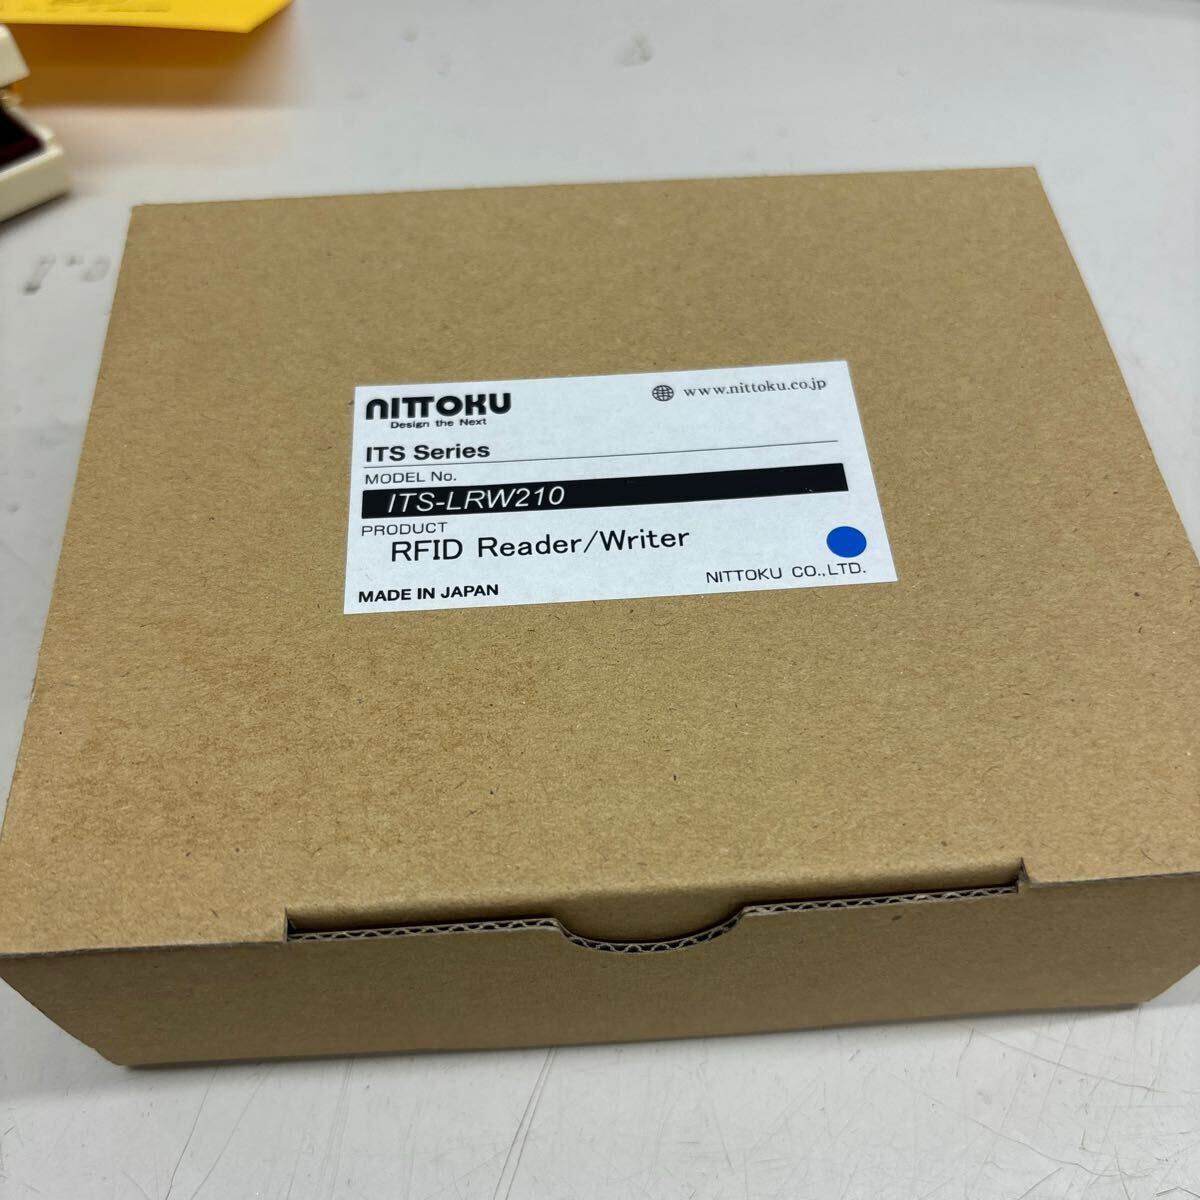 NITTOKU
Design the Next
www.nittoku.co.jp
ITS Series
MODEL No.
ITS-LRW210
PRODUCT
RFID Reader/Writer
NITTOKU CO.,LTD.
MADE IN JAPAN